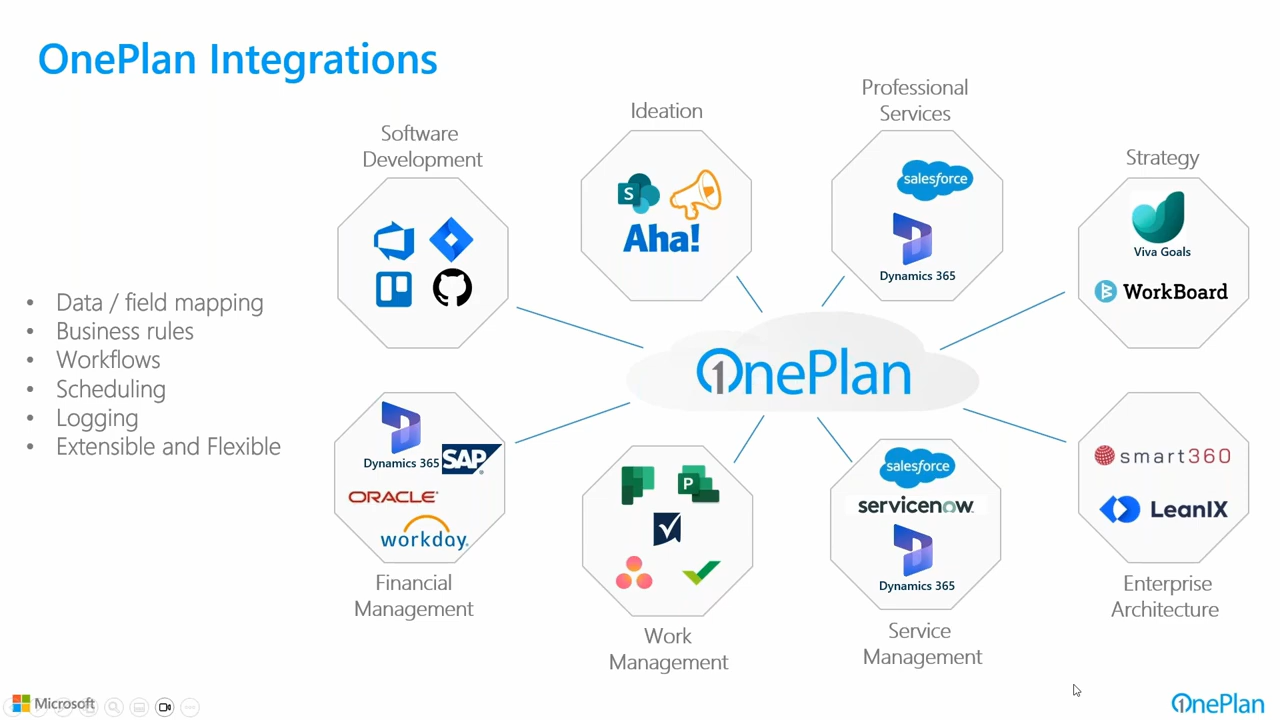 OnePlan Integrations
Software
Development
Ideation
S
Aha!
Professional
Services
salesforce
Dynamics 365
Strategy
Viva Goals
WorkBoard
• Data / field mapping
• Business rules
• Workflows
• Scheduling
• Logging
• Extensible and Flexible
1OnePlan
Dynamics 365
SAP
ORACLE
workday.
Financial
Management
P
Work
Management
salesforce
servicenow
Dynamics 365
Service
Management
smart360
LeanIX
Enterprise
Architecture
Microsoft
1OnePlan